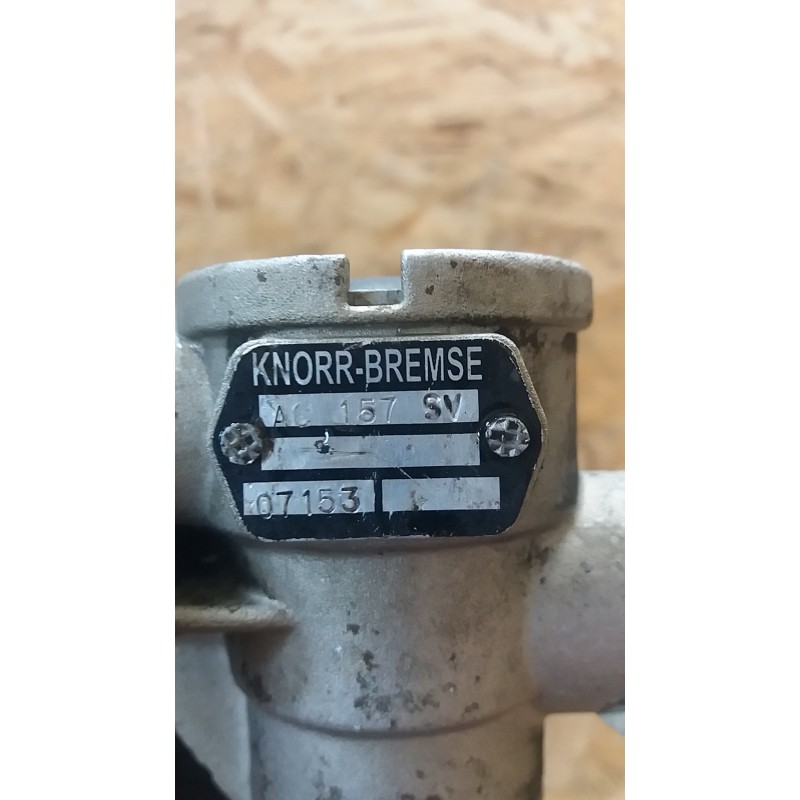 KNORR-BREMSE
AC 157 SV
07153